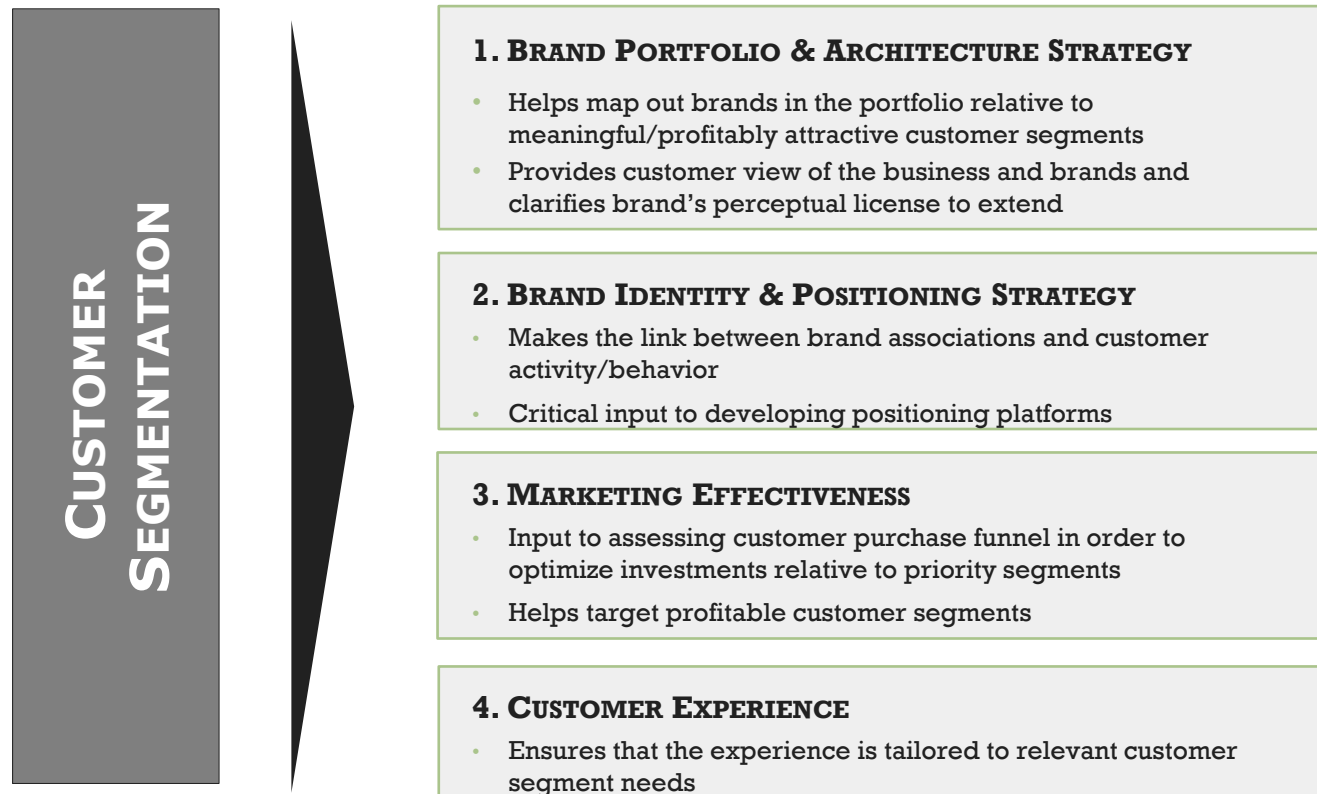 CUSTOMER
SEGMENTATION
1. BRAND PORTFOLIO & ARCHITECTURE STRATEGY
• Helps map out brands in the portfolio relative to
meaningful/profitably attractive customer segments
• Provides customer view of the business and brands and
clarifies brand’s perceptual license to extend
2. BRAND IDENTITY & POSITIONING STRATEGY
• Makes the link between brand associations and customer
activity/behavior
• Critical input to developing positioning platforms
3. MARKETING EFFECTIVENESS
• Input to assessing customer purchase funnel in order to
optimize investments relative to priority segments
• Helps target profitable customer segments
4. CUSTOMER EXPERIENCE
• Ensures that the experience is tailored to relevant customer
segment needs